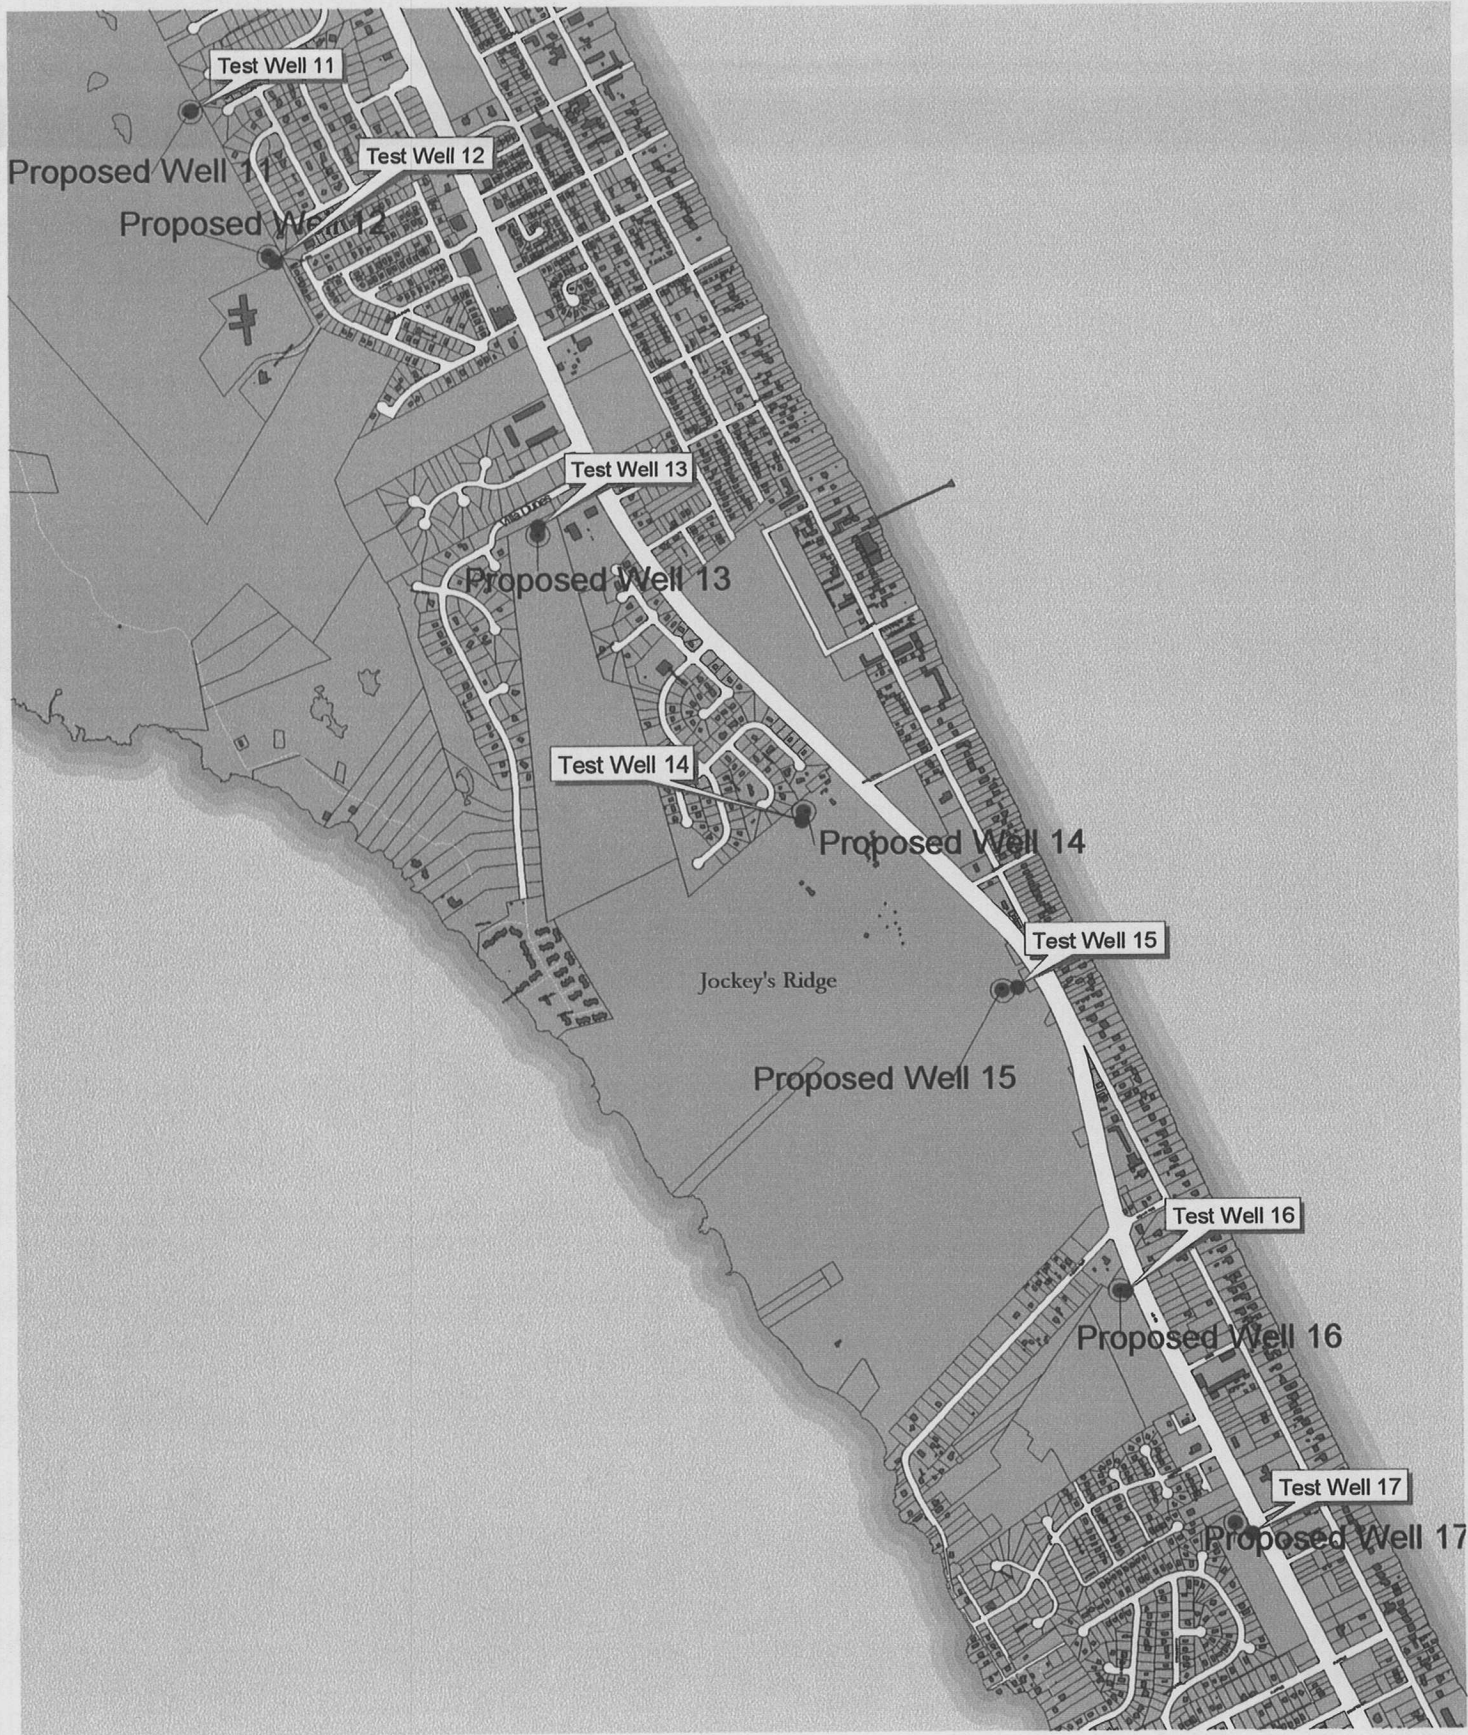 Test Well 11
Proposed Well 11
Test Well 12
Proposed Well 12
Test Well 13
Proposed Well 13
Test Well 14
Proposed Well 14
Test Well 15
Jockey's Ridge
Proposed Well 15
Test Well 16
Proposed Well 16
Test Well 17
Proposed Well 17